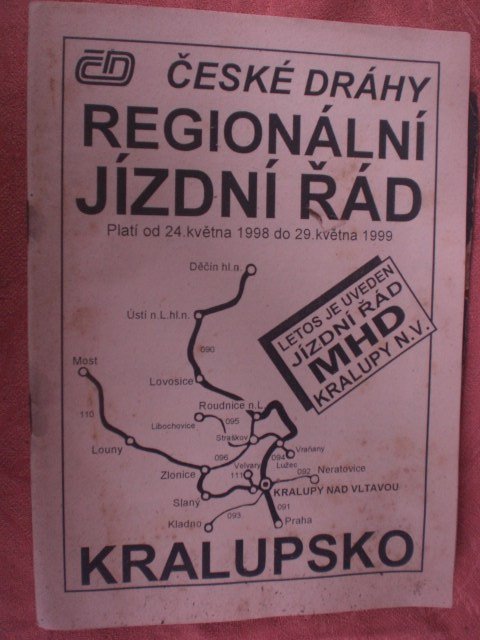 ČD ČESKÉ DRÁHY
REGIONÁLNÍ
JÍZDNÍ ŘÁD
Platí od 24.května 1998 do 29.května 1999
Děčín hl.n.
LETOS JE UVEDEN
JÍZDNÍ ŘÁD
MHD
KRALUPY N.V.
Ústí n.L.hl.n.
090
Most
Lovosice
110
Roudnice n.L.
Libochovice
095
Straškov
Louny
096
094
Vraňany
Lužec
Zlonice
Velvary
111
092
Neratovice
KRALUPY NAD VLTAVOU
Slaný
091
093
Kladno
Praha
KRALUPSKO